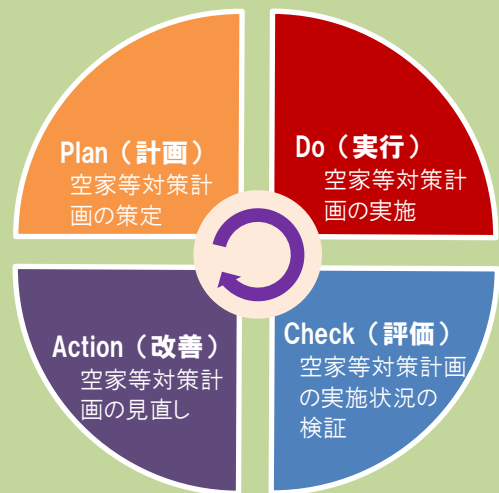 Plan（計画）
空家等対策計
画の策定
Do（実行）
空家等対策計
画の実施
Action（改善）
空家等対策計
画の見直し
Check（評価）
空家等対策計画
の実施状況の
検証